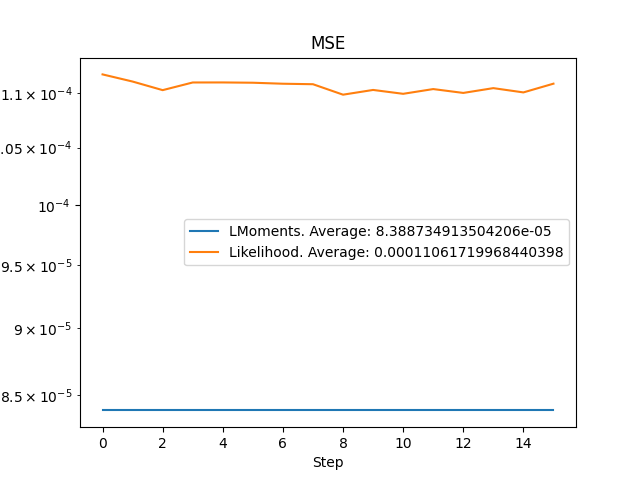 MSE
1.1 × 10⁻⁴
.05 × 10⁻⁴
10⁻⁴
9.5 × 10⁻⁵
9 × 10⁻⁵
8.5 × 10⁻⁵
LMoments. Average: 8.388734913504206e-05
Likelihood. Average: 0.00011061719968440398
0 2 4 6 8 10 12 14
Step